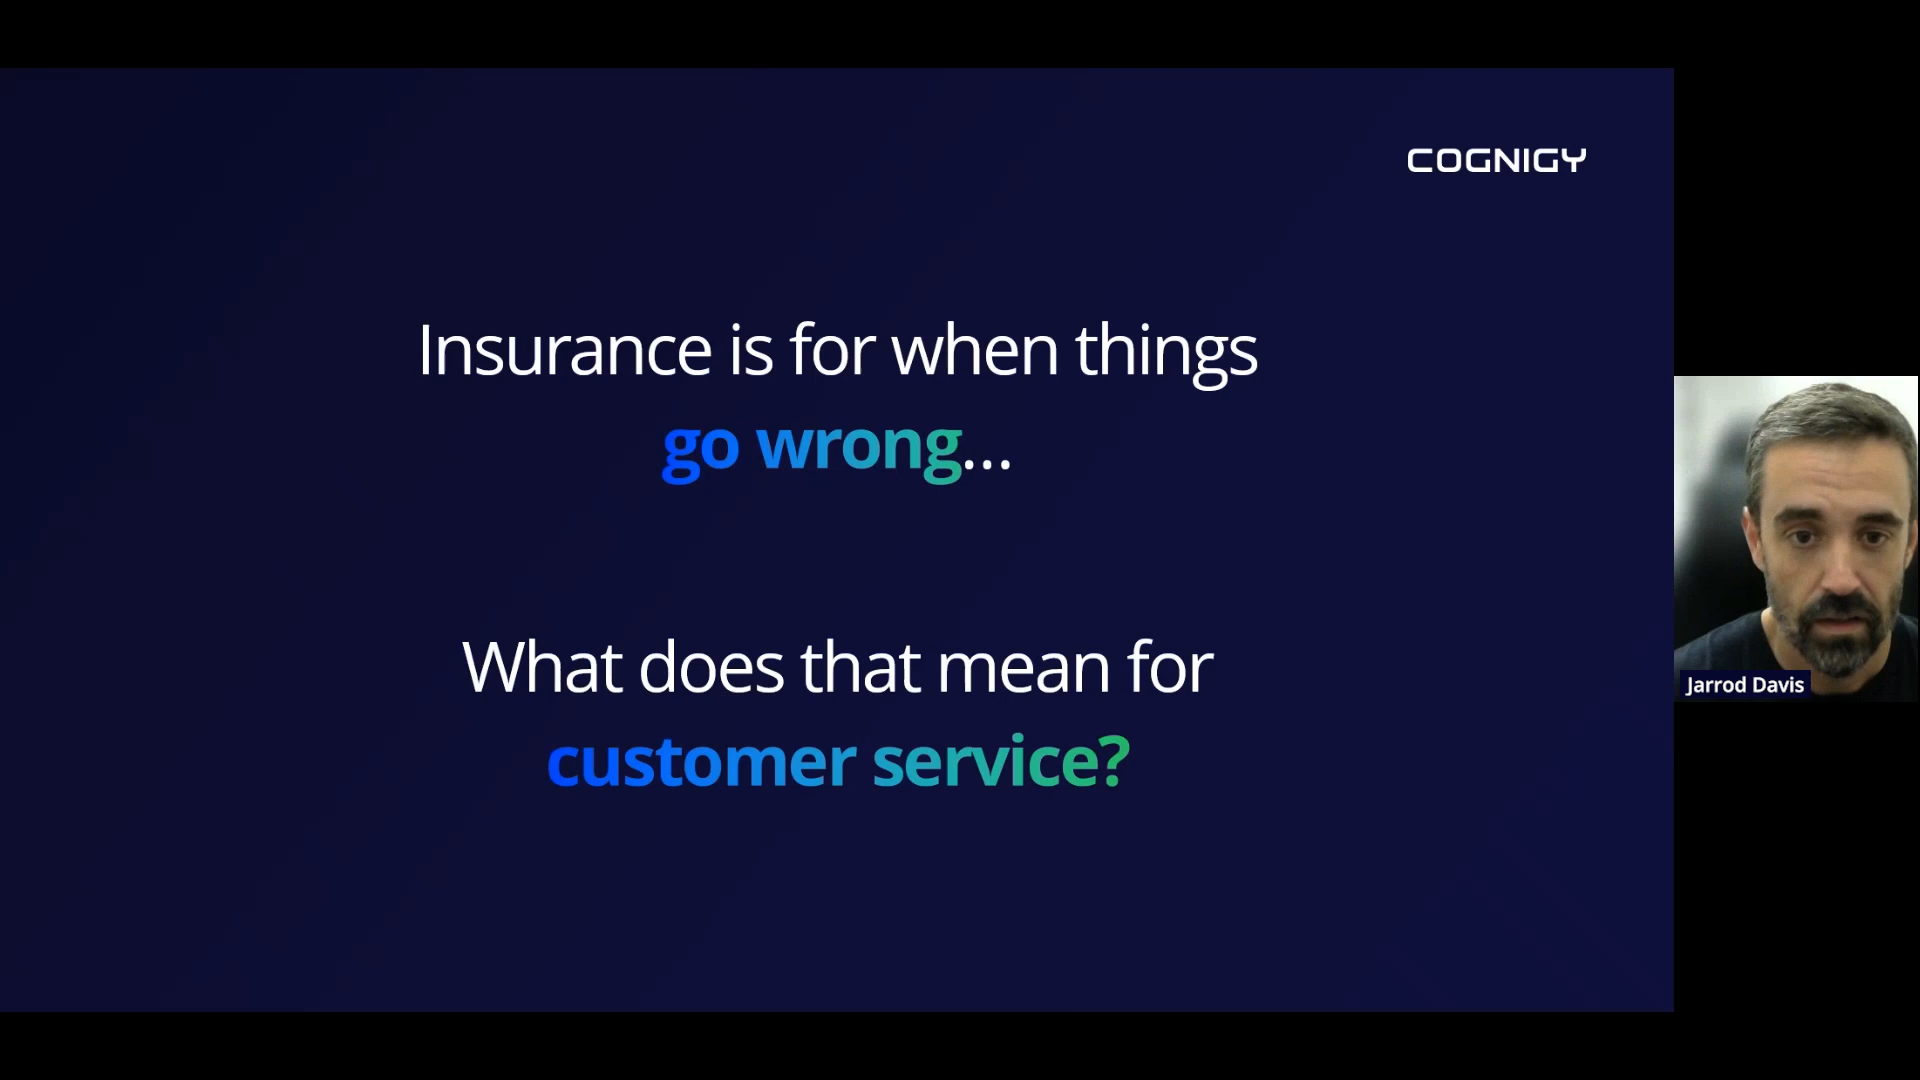 COGNIGY
Insurance is for when things
go wrong...
What does that mean for
customer service?
Jarrod Davis